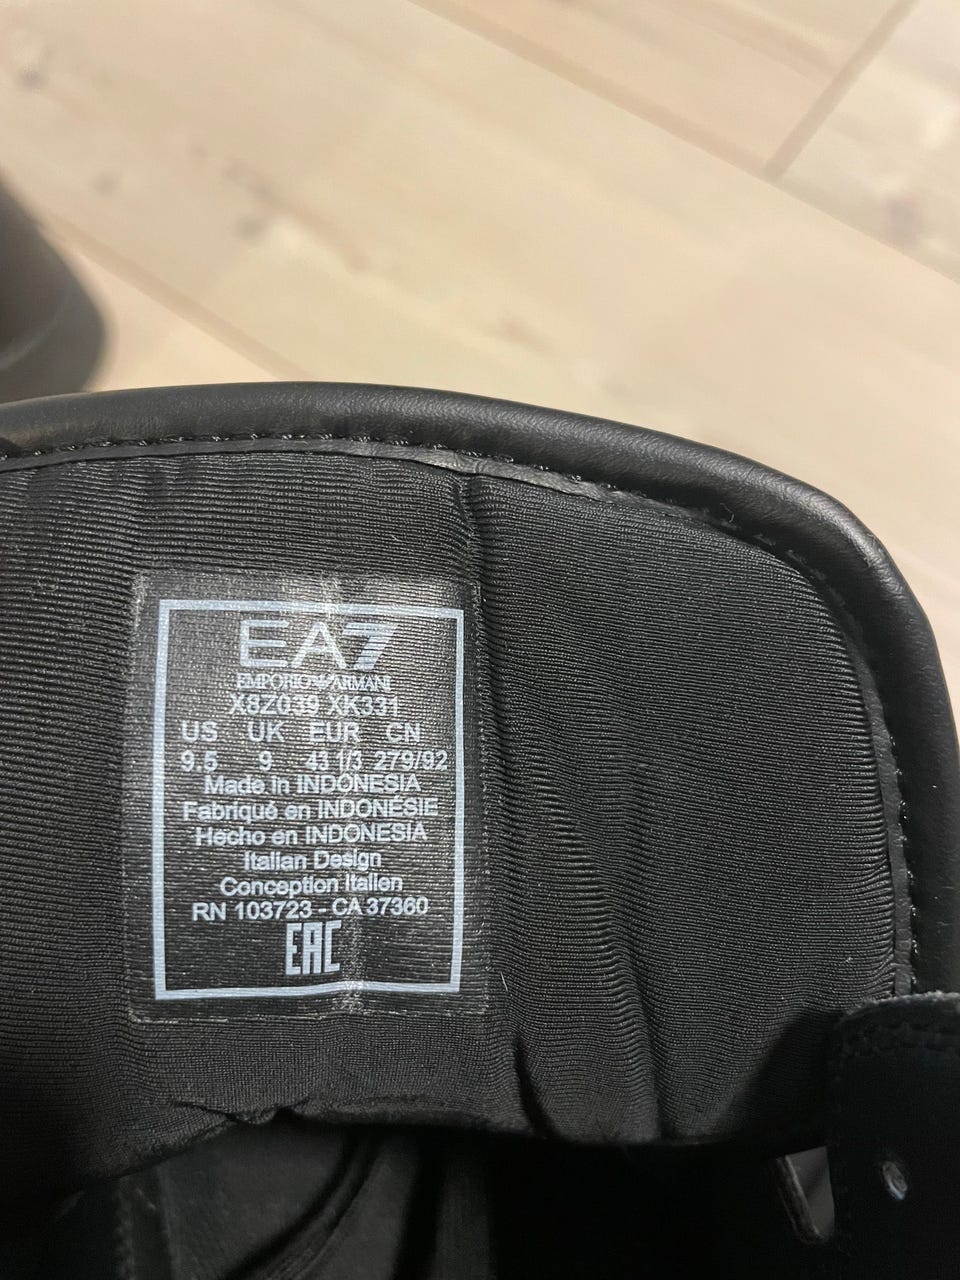 EA7
EMPORIO ARMANI
X8Z039 XK331
US UK EUR CN
9.5 9 43 1/3 279/92
Made in INDONESIA
Fabriqué en INDONÉSIE
Hecho en INDONESIA
Italian Design
Conception Italien
RN 103723 - CA 37360
EAC